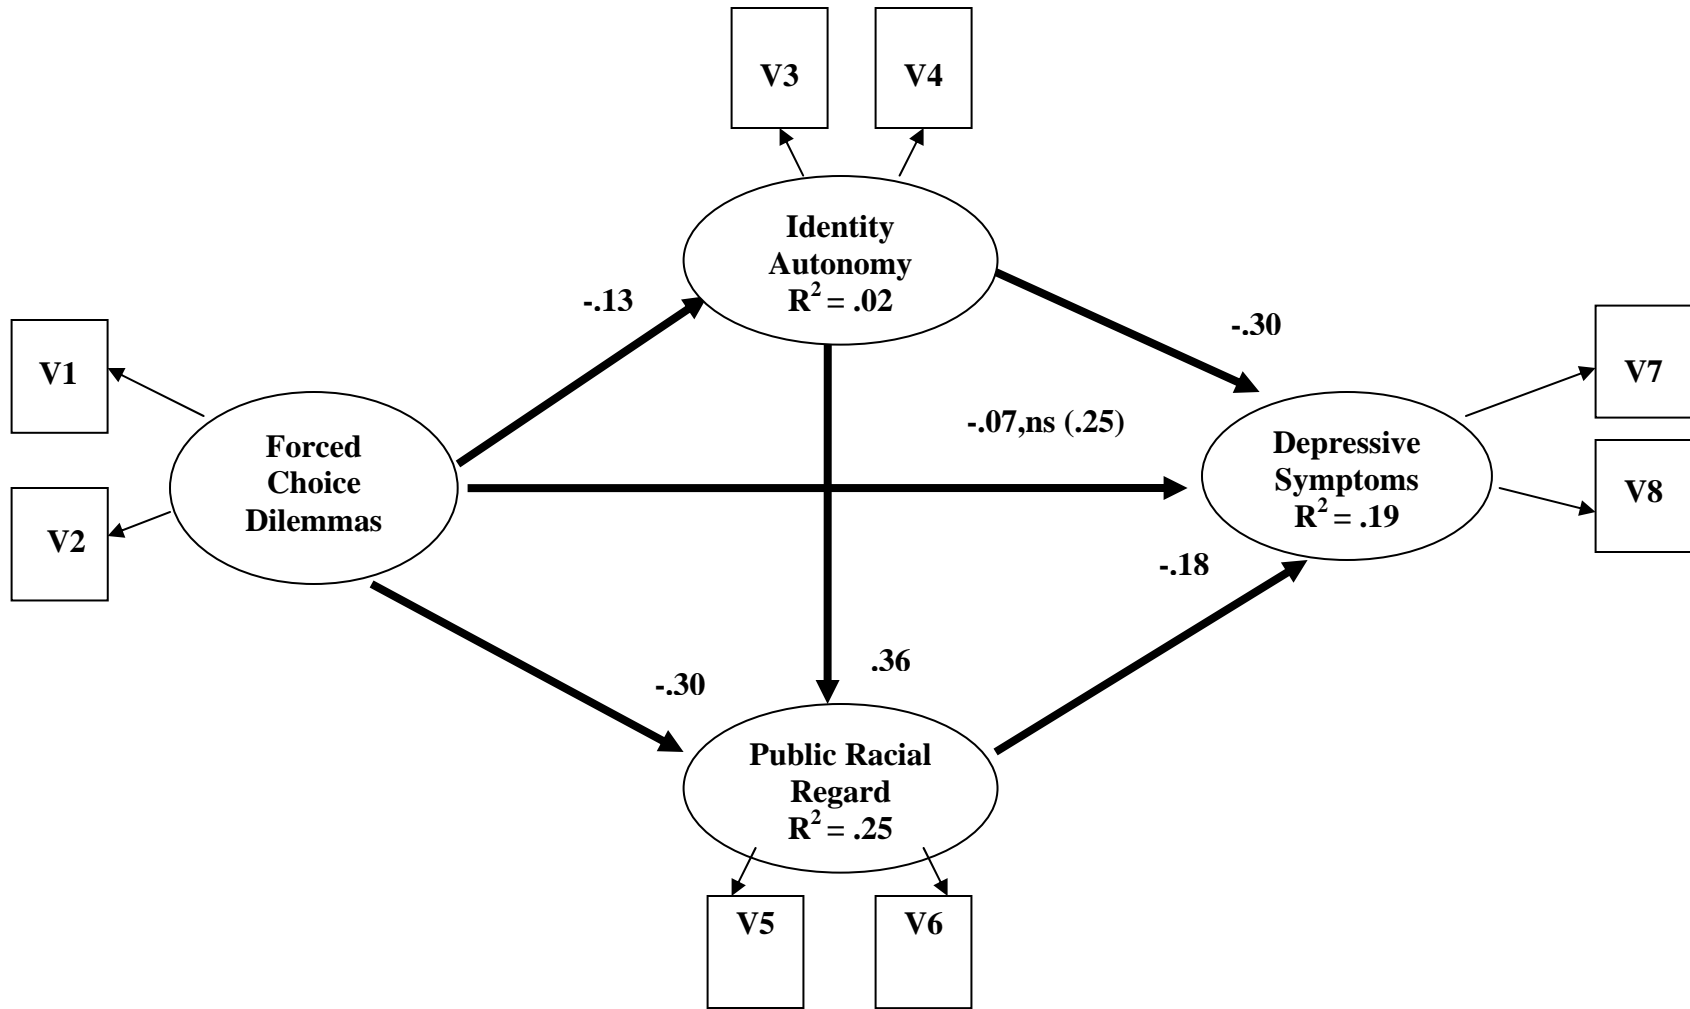 V3
V4
Identity
Autonomy
R² = .02
-.13
-.30
V1
V7
-.07,ns (.25)
Forced
Choice
Dilemmas
Depressive
Symptoms
R² = .19
V8
V2
-.18
.36
-.30
Public Racial
Regard
R² = .25
V5
V6